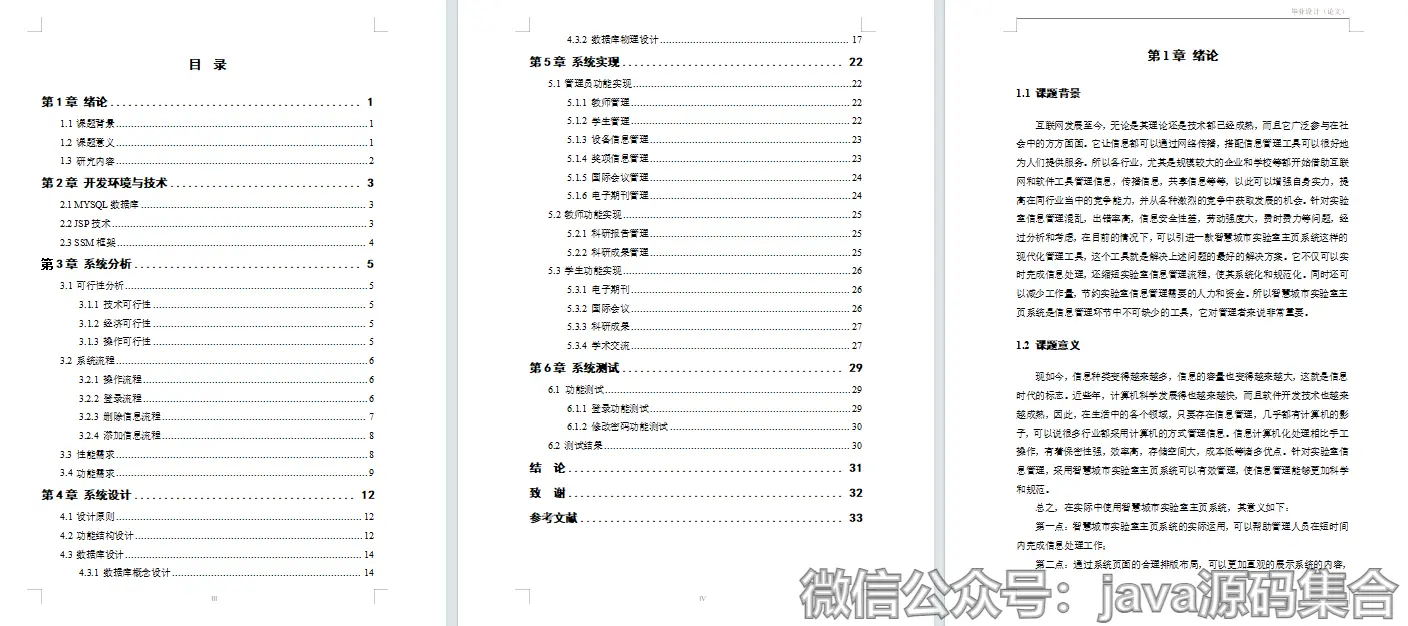 目 录
第1章 绪论 1
1.1 课题背景 1
1.2 课题意义 1
1.3 研究内容 2
第2章 开发环境与技术 3
2.1 MYSQL数据库 3
2.2 JSP技术 3
2.3 SSM框架 4
第3章 系统分析 5
3.1 可行性分析 5
3.1.1 技术可行性 5
3.1.2 经济可行性 5
3.1.3 操作可行性 5
3.2 系统流程 6
3.2.1 操作流程 6
3.2.2 登录流程 6
3.2.3 删除信息流程 7
3.2.4 添加信息流程 8
3.3 性能需求 8
3.4 功能需求 9
第4章 系统设计 12
4.1 设计原则 12
4.2 功能结构设计 12
4.3 数据库设计 14
4.3.1 数据库概念设计 14
III
4.3.2 数据库物理设计 17
第5章 系统实现 22
5.1 管理员功能实现 22
5.1.1 教师管理 22
5.1.2 学生管理 22
5.1.3 设备信息管理 23
5.1.4 奖项信息管理 23
5.1.5 国际会议管理 24
5.1.6 电子期刊管理 24
5.2 教师功能实现 25
5.2.1 科研报告管理 25
5.2.2 科研成果管理 25
5.3 学生功能实现 26
5.3.1 电子期刊 26
5.3.2 国际会议 26
5.3.3 科研成果 27
5.3.4 学术交流 27
第6章 系统测试 29
6.1 功能测试 29
6.1.1 登录功能测试 29
6.1.2 修改密码功能测试 30
6.2 测试结果 30
结 论 31
致 谢 32
参考文献 33
IV
毕业设计（论文）
第1章 绪论
1.1 课题背景
互联网发展至今，无论是其理论还是技术都已经成熟，而且它广泛参与在社
会中的方方面面。它让信息都可以通过网络传播，搭配信息管理工具可以很好地
为人们提供服务。所以各行业，尤其是规模较大的企业和学校等都开始借助互联
网和软件工具管理信息，传播信息，共享信息等等，以此可以增强自身实力，提
高在同行业当中的竞争能力，并从各种激烈的竞争中获取发展的机会。针对实验
室信息管理混乱，出错率高，信息安全性差，劳动强度大，费时费力等问题，经
过分析和考虑，在目前的情况下，可以引进一款智慧城市实验室主页系统这样的
现代化管理工具，这个工具就是解决上述问题的最好的解决方案。它不仅可以实
时完成信息处理，还缩短实验室信息管理流程，使其系统化和规范化。同时还可
以减少工作量，节约实验室信息管理需要的人力和资金。所以智慧城市实验室主
页系统是信息管理环节中不可缺少的工具，它对管理者来说非常重要。
1.2 课题意义
现如今，信息种类变得越来越多，信息的容量也变得越来越大，这就是信息
时代的标志。近些年，计算机科学发展得也越来越快，而且软件开发技术也越来
越成熟，因此，在生活中的各个领域，只要存在信息管理，几乎都有计算机的影
子，可以说很多行业都采用计算机的方式管理信息。信息计算机化处理相比手工
操作，有着保密性强，效率高，存储空间大，成本低等诸多优点。针对实验室信
息管理，采用智慧城市实验室主页系统可以有效管理，使信息管理能够更加科学
和规范。
总之，在实际中使用智慧城市实验室主页系统，其意义如下：
第一点：智慧城市实验室主页系统的实际运用，可以帮助管理人员在短时间
内完成信息处理工作；
第二点：通过系统页面的合理排版布局，可以更加直观的展示系统的内容，
微信公众号：java源码集合